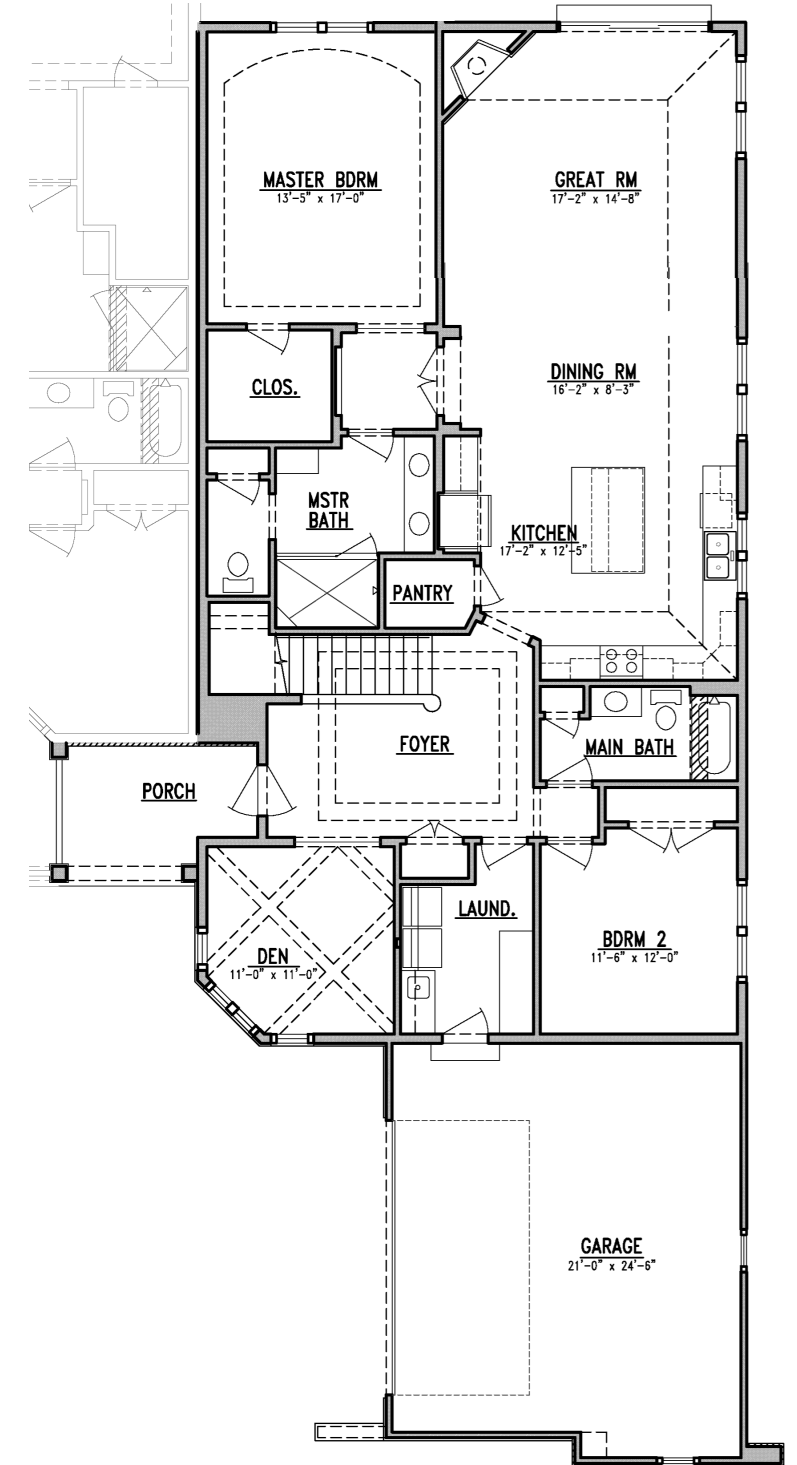 MASTER BDRM
13'-5" x 17'-0"
GREAT RM
17'-2" x 14'-8"
CLOS.
DINING RM
16'-2" x 8'-3"
MSTR
BATH
KITCHEN
17'-2" x 12'-5"
PANTRY
FOYER
MAIN BATH
PORCH
LAUND.
BDRM 2
11'-6" x 12'-0"
DEN
11'-0" x 11'-0"
GARAGE
21'-0" x 24'-6"